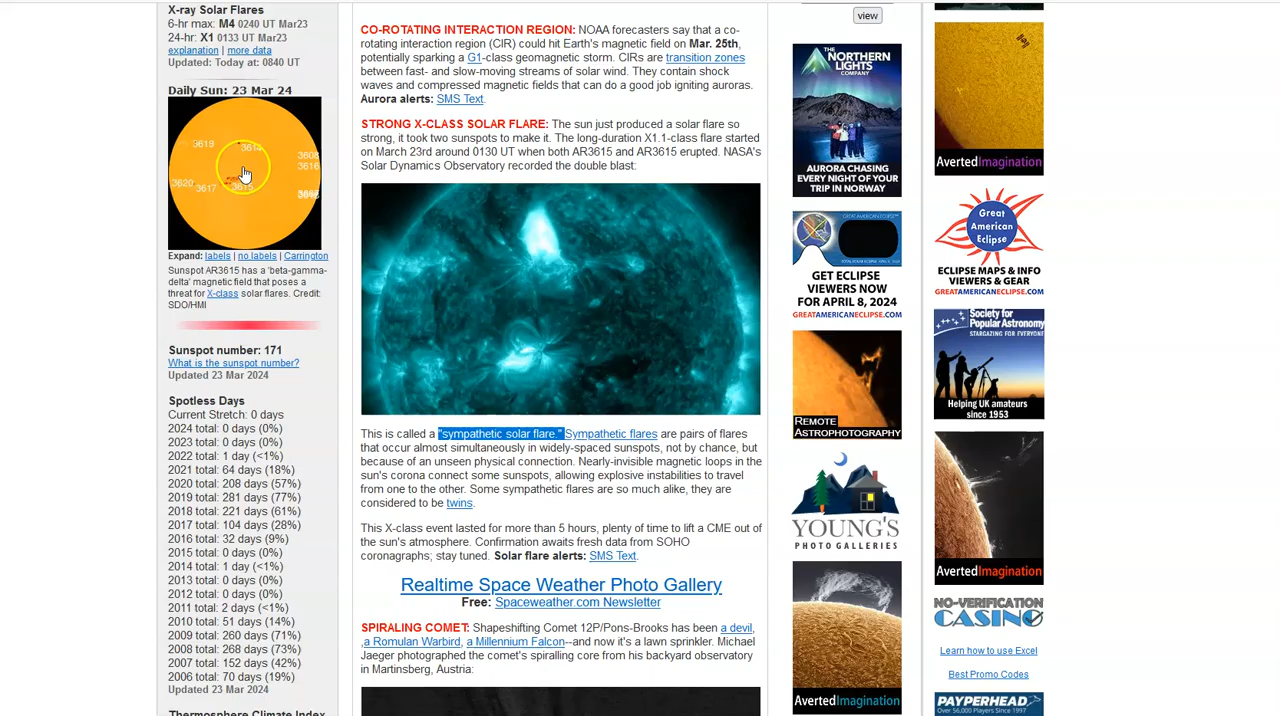 X-ray Solar Flares
6-hr max: M4 0240 UT Mar23
24-hr: X1 0133 UT Mar23
explanation | more data
Updated: Today at: 0840 UT
Daily Sun: 23 Mar 24
3619
3614
3608
3616
3620
3617
3615
Expand: labels | no labels | Carrington
Sunspot AR3615 has a 'beta-gamma-
delta' magnetic field that poses a
threat for X-class solar flares. Credit:
SDO/HMI
Sunspot number: 171
What is the sunspot number?
Updated 23 Mar 2024
Spotless Days
Current Stretch: 0 days
2024 total: 0 days (0%)
2023 total: 0 days (0%)
2022 total: 1 day (<1%)
2021 total: 64 days (18%)
2020 total: 208 days (57%)
2019 total: 281 days (77%)
2018 total: 221 days (61%)
2017 total: 104 days (28%)
2016 total: 32 days (9%)
2015 total: 0 days (0%)
2014 total: 1 day (<1%)
2013 total: 0 days (0%)
2012 total: 0 days (0%)
2011 total: 2 days (<1%)
2010 total: 51 days (14%)
2009 total: 260 days (71%)
2008 total: 268 days (73%)
2007 total: 152 days (42%)
2006 total: 70 days (19%)
Updated 23 Mar 2024
Thermosphere Climate Index
CO-ROTATING INTERACTION REGION: NOAA forecasters say that a co-
rotating interaction region (CIR) could hit Earth's magnetic field on Mar. 25th,
potentially sparking a G1-class geomagnetic storm. CIRs are transition zones
between fast- and slow-moving streams of solar wind. They contain shock
waves and compressed magnetic fields that can do a good job igniting auroras.
Aurora alerts: SMS Text.
STRONG X-CLASS SOLAR FLARE: The sun just produced a solar flare so
strong, it took two sunspots to make it. The long-duration X1.1-class flare started
on March 23rd around 0130 UT when both AR3615 and AR3615 erupted. NASA's
Solar Dynamics Observatory recorded the double blast:
This is called a "sympathetic solar flare." Sympathetic flares are pairs of flares
that occur almost simultaneously in widely-spaced sunspots, not by chance, but
because of an unseen physical connection. Nearly-invisible magnetic loops in the
sun's corona connect some sunspots, allowing explosive instabilities to travel
from one to the other. Some sympathetic flares are so much alike, they are
considered to be twins.
This X-class event lasted for more than 5 hours, plenty of time to lift a CME out of
the sun's atmosphere. Confirmation awaits fresh data from SOHO
coronagraphs; stay tuned. Solar flare alerts: SMS Text.
Realtime Space Weather Photo Gallery
Free: Spaceweather.com Newsletter
SPIRALING COMET: Shapeshifting Comet 12P/Pons-Brooks has been a devil,
,a Romulan Warbird, a Millennium Falcon--and now it's a lawn sprinkler. Michael
Jaeger photographed the comet's spiralling core from his backyard observatory
in Martinsberg, Austria:
view
THE
NORTHERN
LIGHTS
COMPANY
AURORA CHASING
EVERY NIGHT OF YOUR
TRIP IN NORWAY
GET ECLIPSE
VIEWERS NOW
FOR APRIL 8, 2024
GREATAMERICANECLIPSE.COM
REMOTE
ASTROPHOTOGRAPHY
YOUNG'S
PHOTO GALLERIES
AvertedImagination
AvertedImagination
Great
American
Eclipse
ECLIPSE MAPS & INFO
VIEWERS & GEAR
GREATAMERICANECLIPSE.COM
Society for
Popular Astronomy
STARGAZING FOR EVERYONE
Helping UK amateurs
since 1953
AvertedImagination
NO-VERIFICATION
CASINO
Learn how to use Excel
Best Promo Codes
PAYPERHEAD
Over 56,000 Players Since 1997